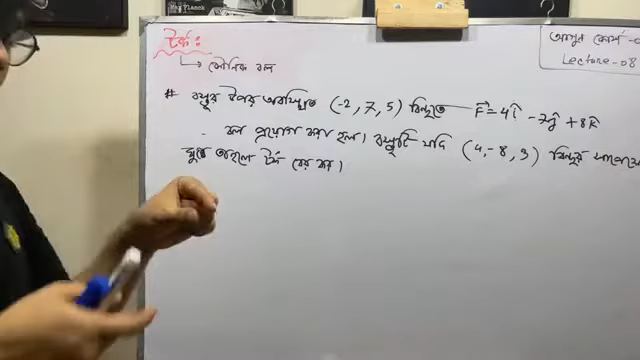 টর্ক:
→ কৌণিক বল
# বস্তুর উপর অবস্থিত (-2, 7, 5) বিন্দুতে F⃗ = 4î - 7ĵ + 8k̂
বল প্রয়োগ করা হল। বস্তুটি যদি (4, -8, 9) বিন্দুর সাপেক্ষে
ঘুরে তাহলে টর্ক বের কর।
Lecture-08